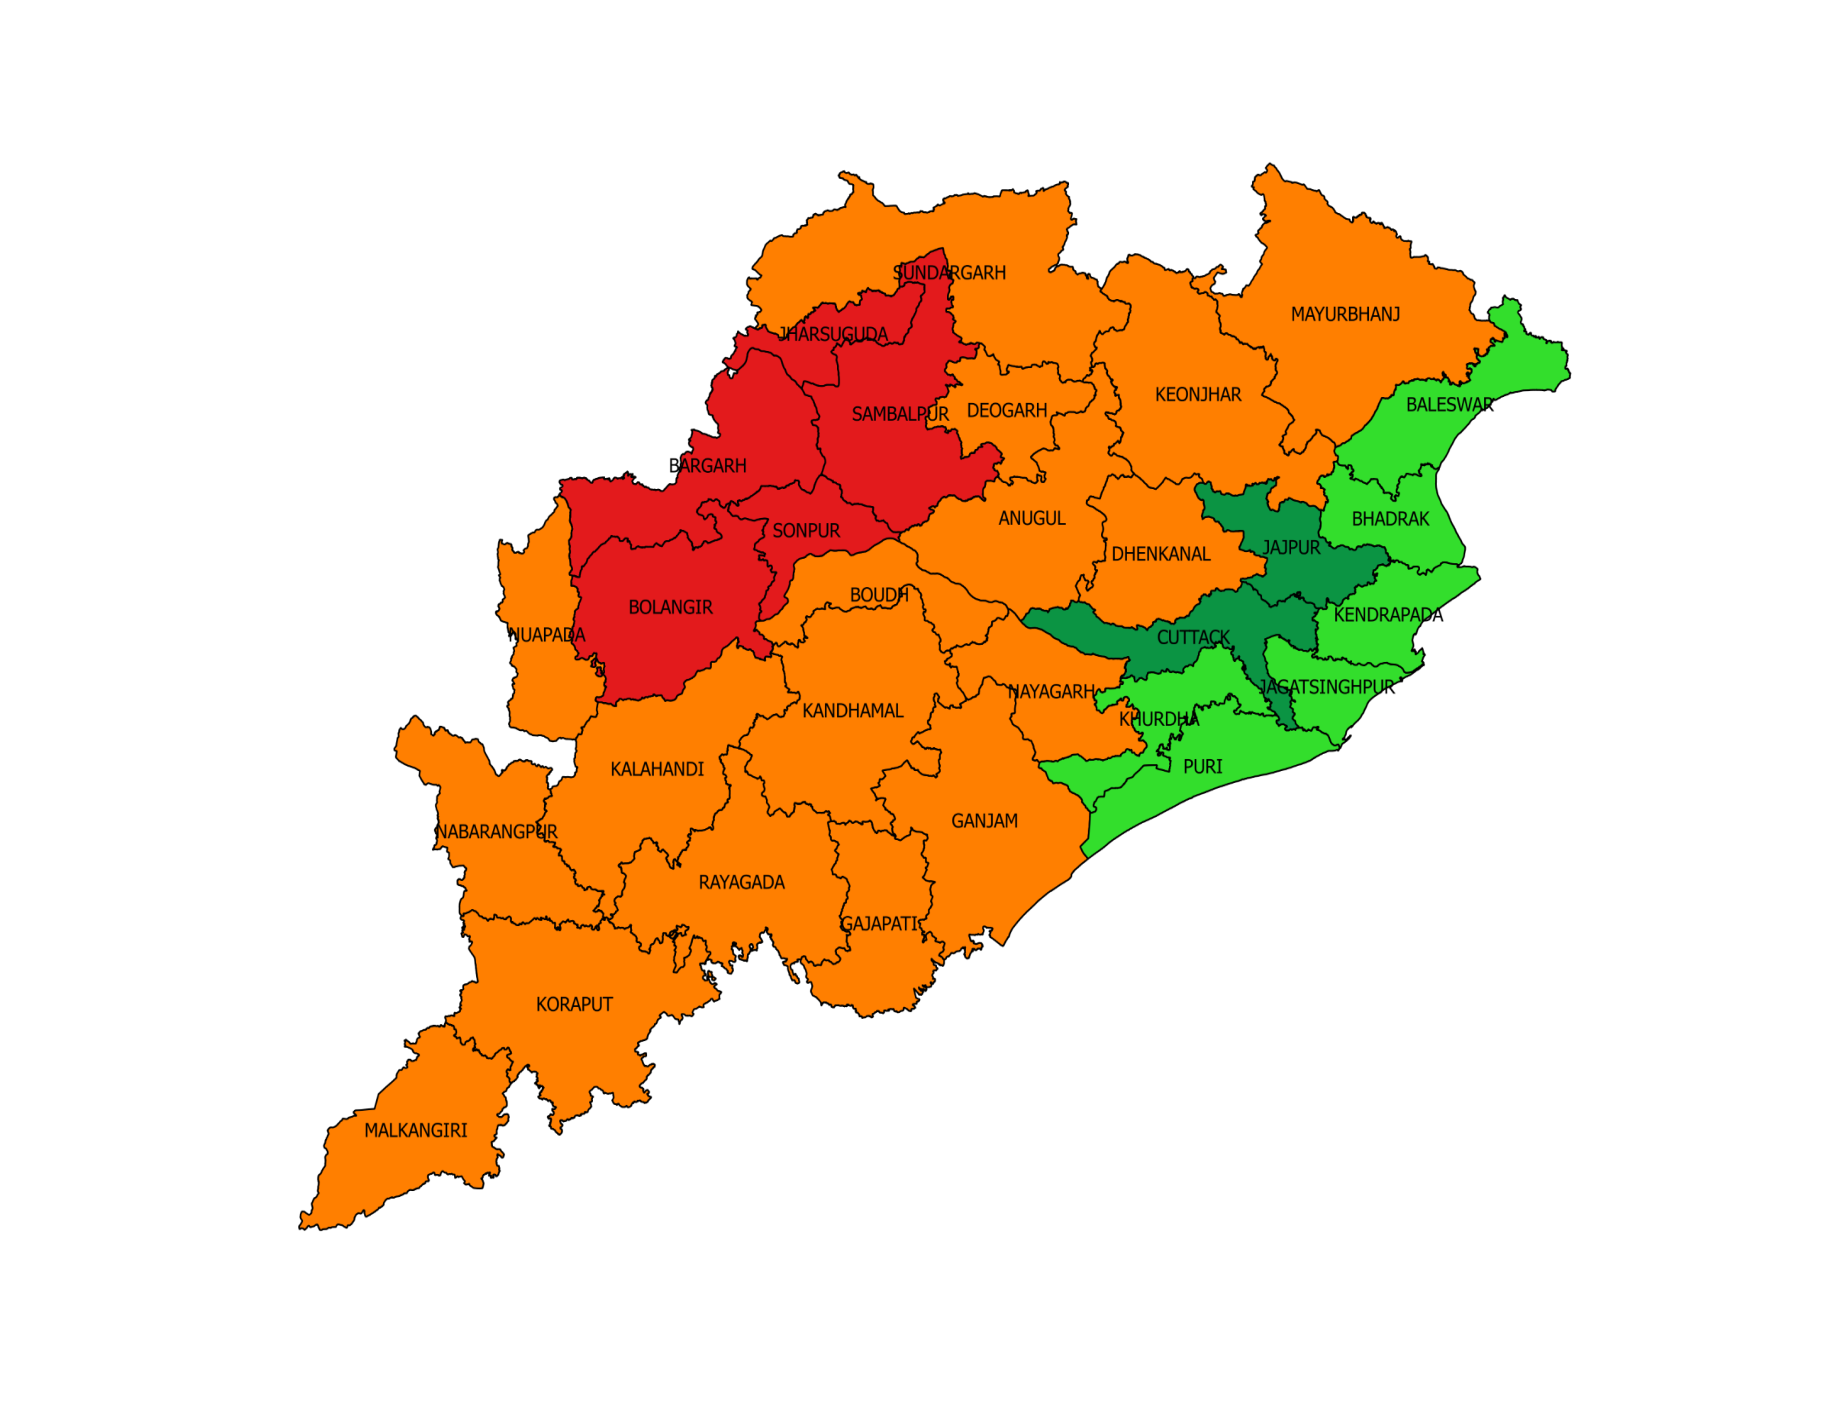 SUNDARGARH
MAYURBHANJ
JHARSUGUDA
KEONJHAR
BALESWAR
SAMBALPUR
DEOGARH
BARGARH
ANUGUL
BHADRAK
SONPUR
JAJPUR
DHENKANAL
BOUDH
BOLANGIR
KENDRAPADA
NUAPADA
CUTTACK
JAGATSINGHPUR
NAYAGARH
KANDHAMAL
KHURDHA
PURI
KALAHANDI
GANJAM
NABARANGPUR
RAYAGADA
GAJAPATI
KORAPUT
MALKANGIRI